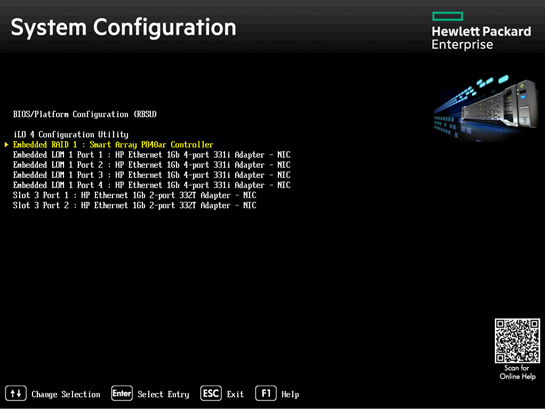 System Configuration
Hewlett Packard
Enterprise
BIOS/Platform Configuration (RBSU)
iLO 4 Configuration Utility
Embedded RAID 1 : Smart Array P840ar Controller
Embedded LOM 1 Port 1 : HP Ethernet 1Gb 4-port 331i Adapter - NIC
Embedded LOM 1 Port 2 : HP Ethernet 1Gb 4-port 331i Adapter - NIC
Embedded LOM 1 Port 3 : HP Ethernet 1Gb 4-port 331i Adapter - NIC
Embedded LOM 1 Port 4 : HP Ethernet 1Gb 4-port 331i Adapter - NIC
Slot 3 Port 1 : HP Ethernet 1Gb 2-port 332T Adapter - NIC
Slot 3 Port 2 : HP Ethernet 1Gb 2-port 332T Adapter - NIC
Scan for
Online Help
↑↓ Change Selection Enter Select Entry ESC Exit F1 Help